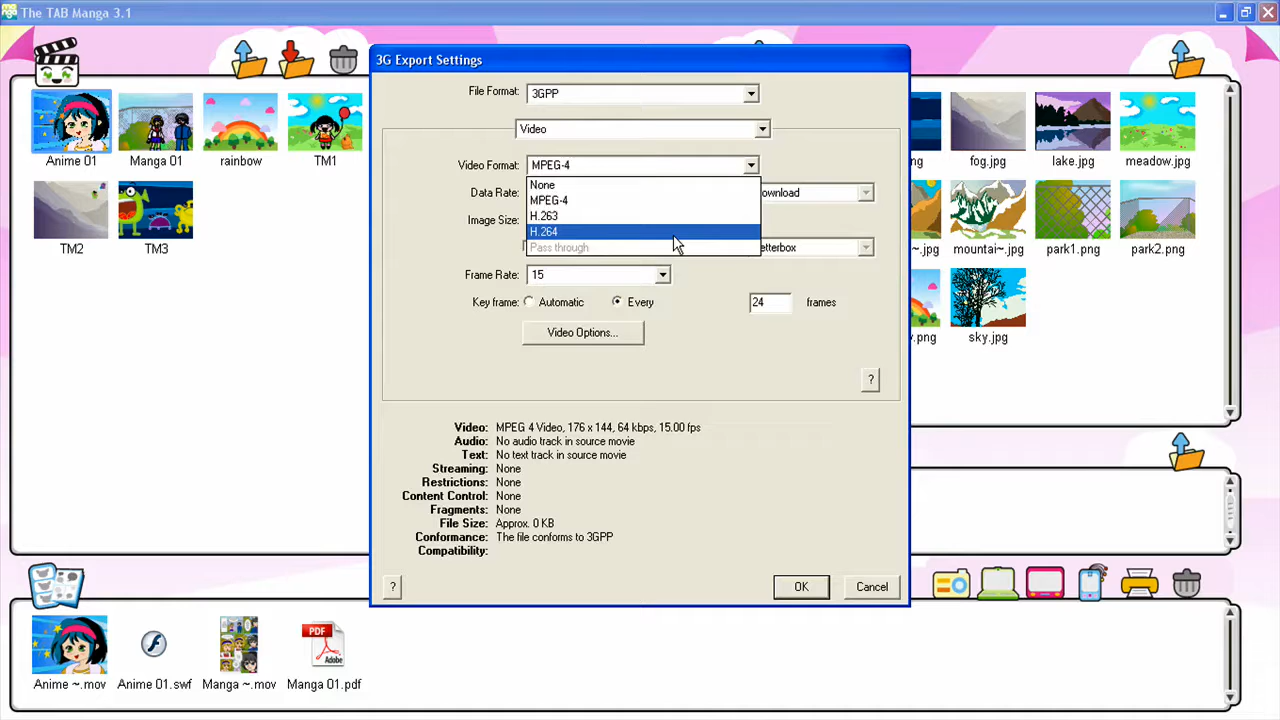 The TAB Manga 3.1
3G Export Settings
File Format: 3GPP
Video
Video Format: MPEG-4
None
MPEG-4
H.263
H.264
Pass through
Data Rate: ownload
Image Size:
etterbox
Frame Rate: 15
Key frame: Automatic Every 24 frames
Video Options...
?
Video: MPEG 4 Video, 176 x 144, 64 kbps, 15.00 fps
Audio: No audio track in source movie
Text: No text track in source movie
Streaming: None
Restrictions: None
Content Control: None
Fragments: None
File Size: Approx. 0 KB
Conformance: The file conforms to 3GPP
Compatibility:
? OK Cancel
Anime 01 Manga 01 rainbow TM1
TM2 TM3
ng fog.jpg lake.jpg meadow.jpg
mountai~.jpg park1.png park2.png
v.png sky.jpg
PDF
Adobe
Anime ~.mov Anime 01.swf Manga ~.mov Manga 01.pdf